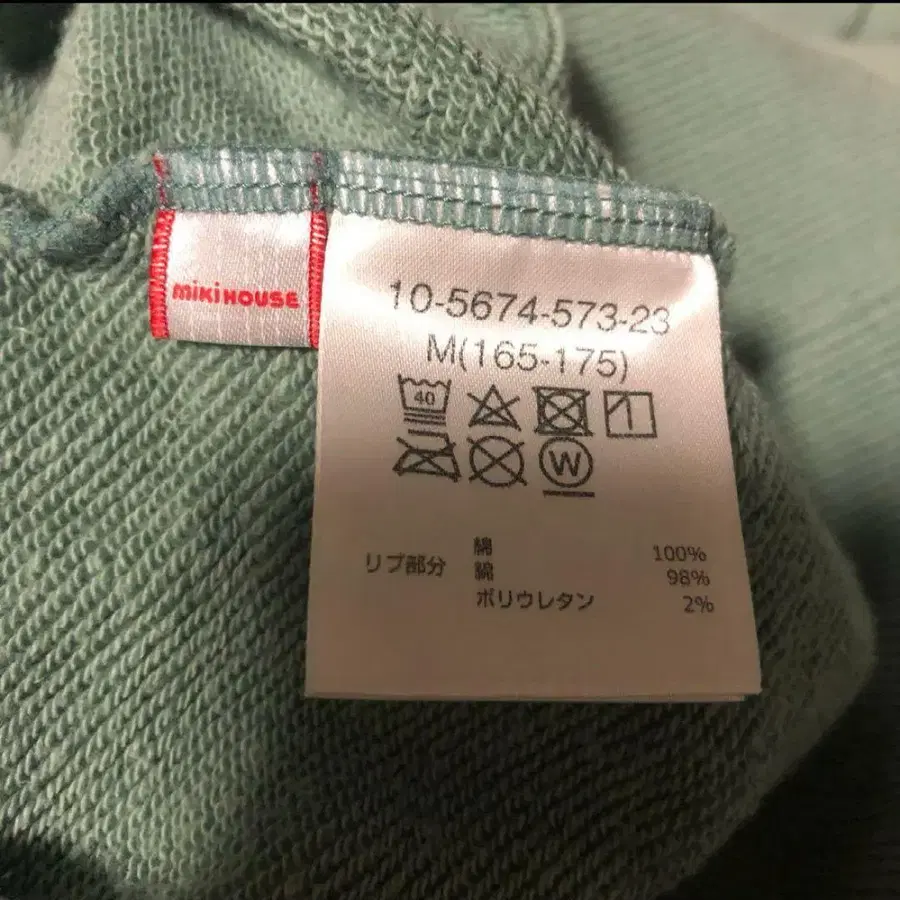 mikiHOUSE
10-5674-573-23
M(165-175)
40
W
綿 100%
リブ部分 綿 98%
ポリウレタン 2%